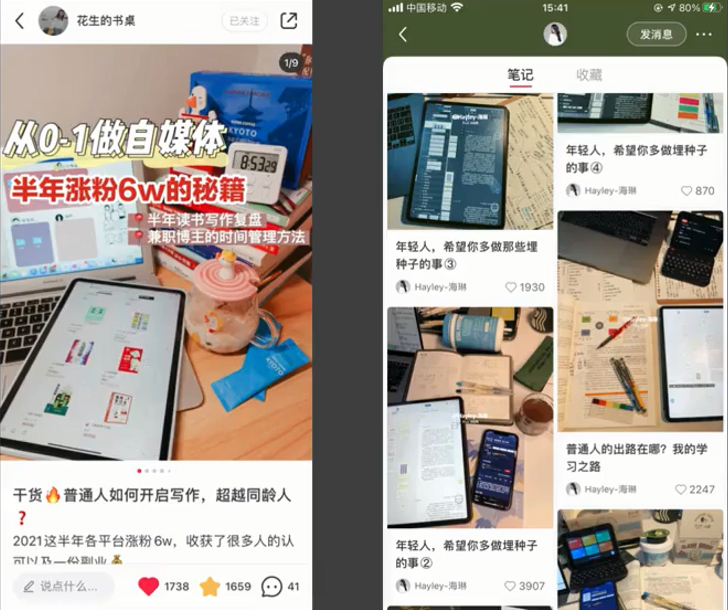 花生的书桌
已关注
1/9
KYOTO
从0-1做自媒体
8:53 29
半年涨粉6w的秘籍
半年读书写作复盘
兼职博主的时间管理方法
干货🔥普通人如何开启写作，超越同龄人
❓
2021这半年各平台涨粉6w，收获了很多人的认
可以及一份副业💰
说点什么...
1738
1659
41
中国移动
15:41
80%
发消息
笔记
收藏
Hayley-海琳
年轻人，希望你多做那些埋
种子的事③
Hayley-海琳
1930
年轻人，希望你多做埋种子
的事②
Hayley-海琳
3907
年轻人，希望你多做埋种子
的事④
Hayley-海琳
870
普通人的出路在哪？我的学
习之路
Hayley-海琳
2247